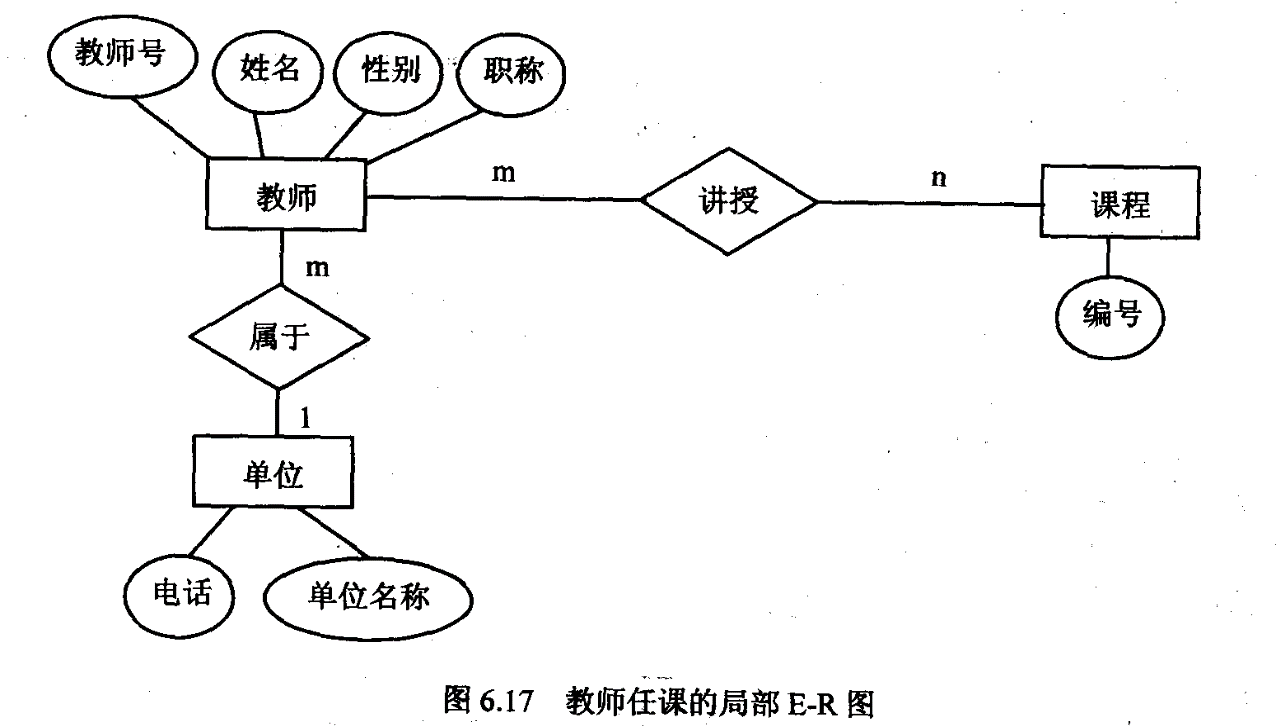 教师号
姓名
性别
职称
教师
m
讲授
n
课程
m
编号
属于
1
单位
电话
单位名称
图 6.17 教师任课的局部 E-R 图